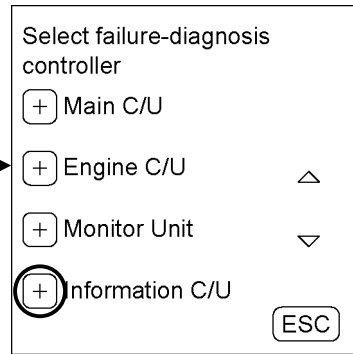 Select failure-diagnosis
controller
+ Main C/U
+ Engine C/U
+ Monitor Unit
+ Information C/U
ESC